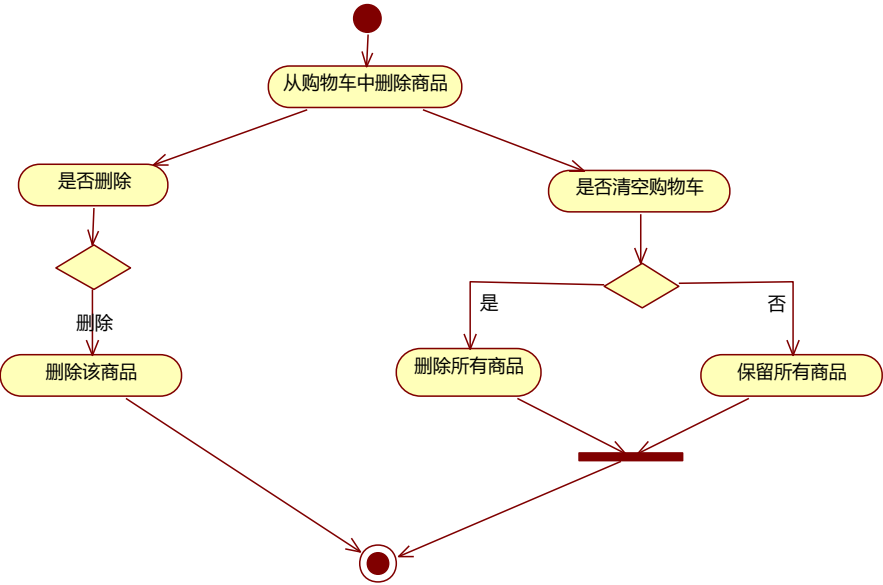 从购物车中删除商品
是否删除
是否清空购物车
是
否
删除
删除该商品
删除所有商品
保留所有商品